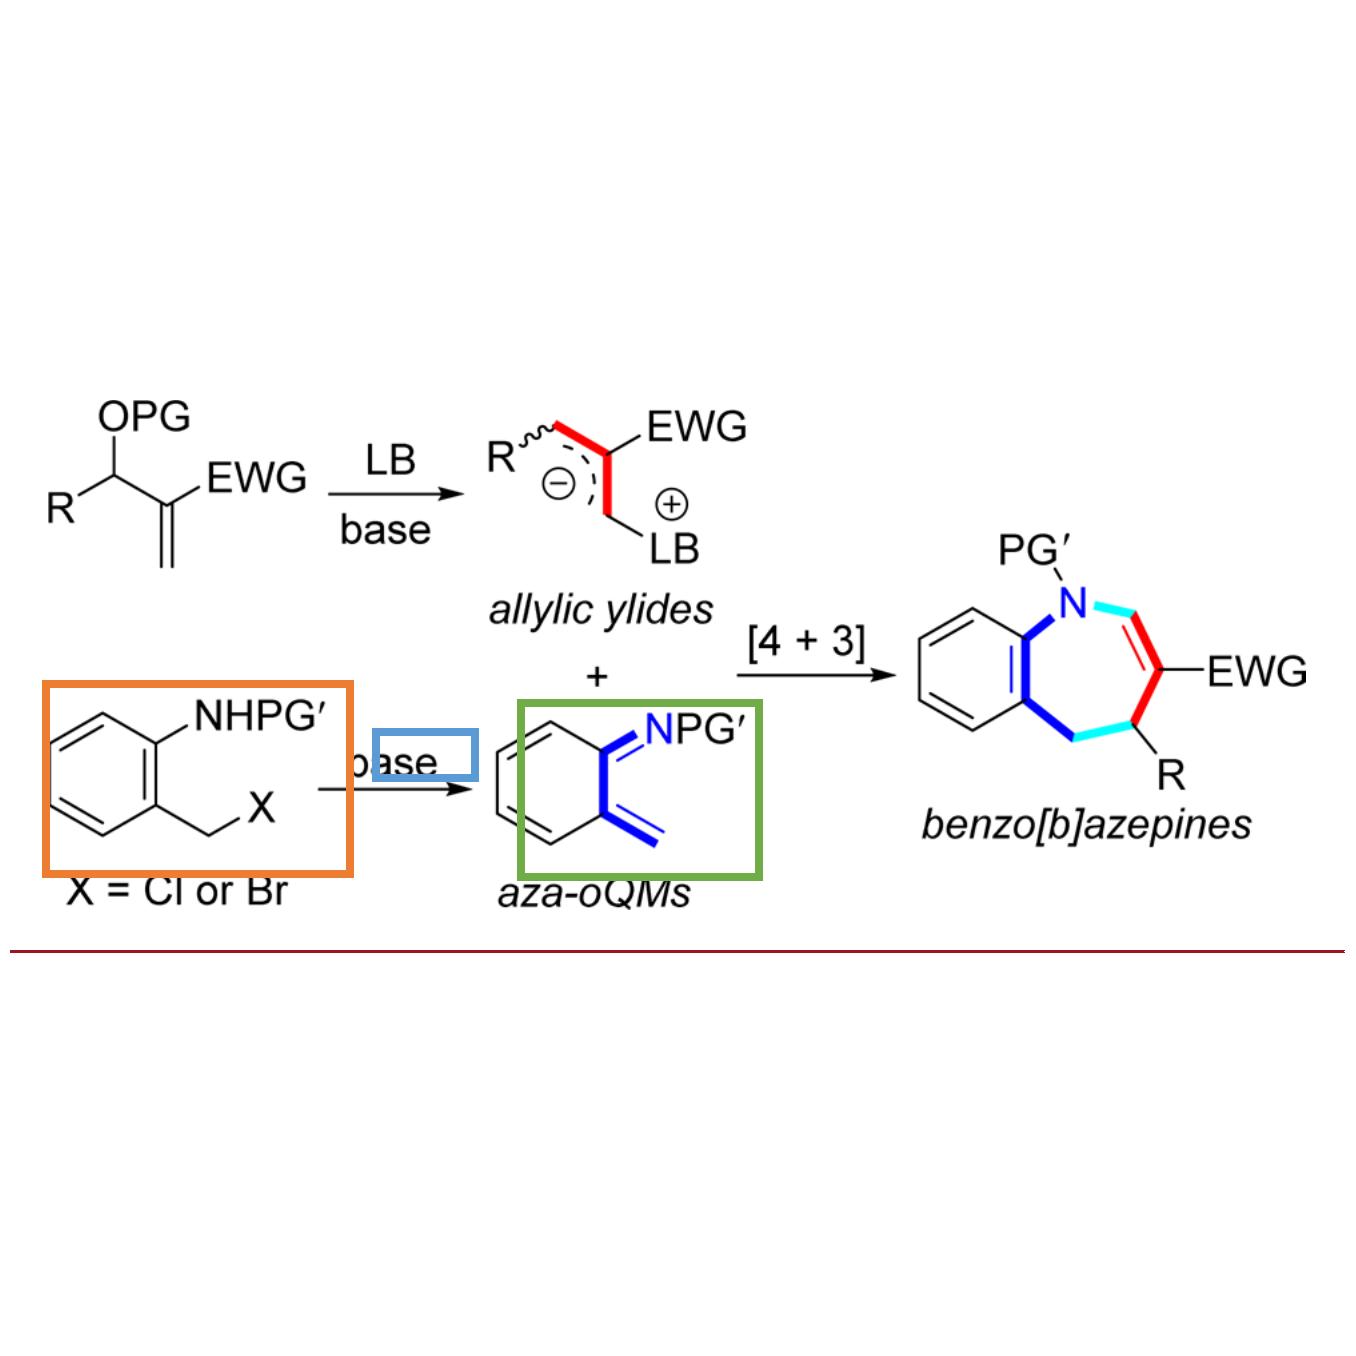 OPG
R
EWG
LB
base
R
EWG
⊖
⊕
LB
allylic ylides
+
NHPG′
X
X = Cl or Br
base
NPG′
aza-oQMs
[4 + 3]
PG′
N
EWG
R
benzo[b]azepines